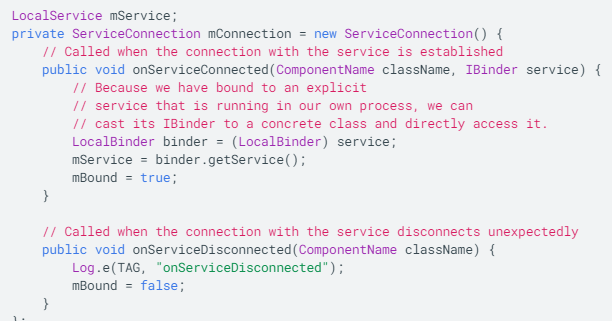 LocalService mService;
private ServiceConnection mConnection = new ServiceConnection() {
    // Called when the connection with the service is established
    public void onServiceConnected(ComponentName className, IBinder service) {
        // Because we have bound to an explicit
        // service that is running in our own process, we can
        // cast its IBinder to a concrete class and directly access it.
        LocalBinder binder = (LocalBinder) service;
        mService = binder.getService();
        mBound = true;
    }

    // Called when the connection with the service disconnects unexpectedly
    public void onServiceDisconnected(ComponentName className) {
        Log.e(TAG, "onServiceDisconnected");
        mBound = false;
    }
};